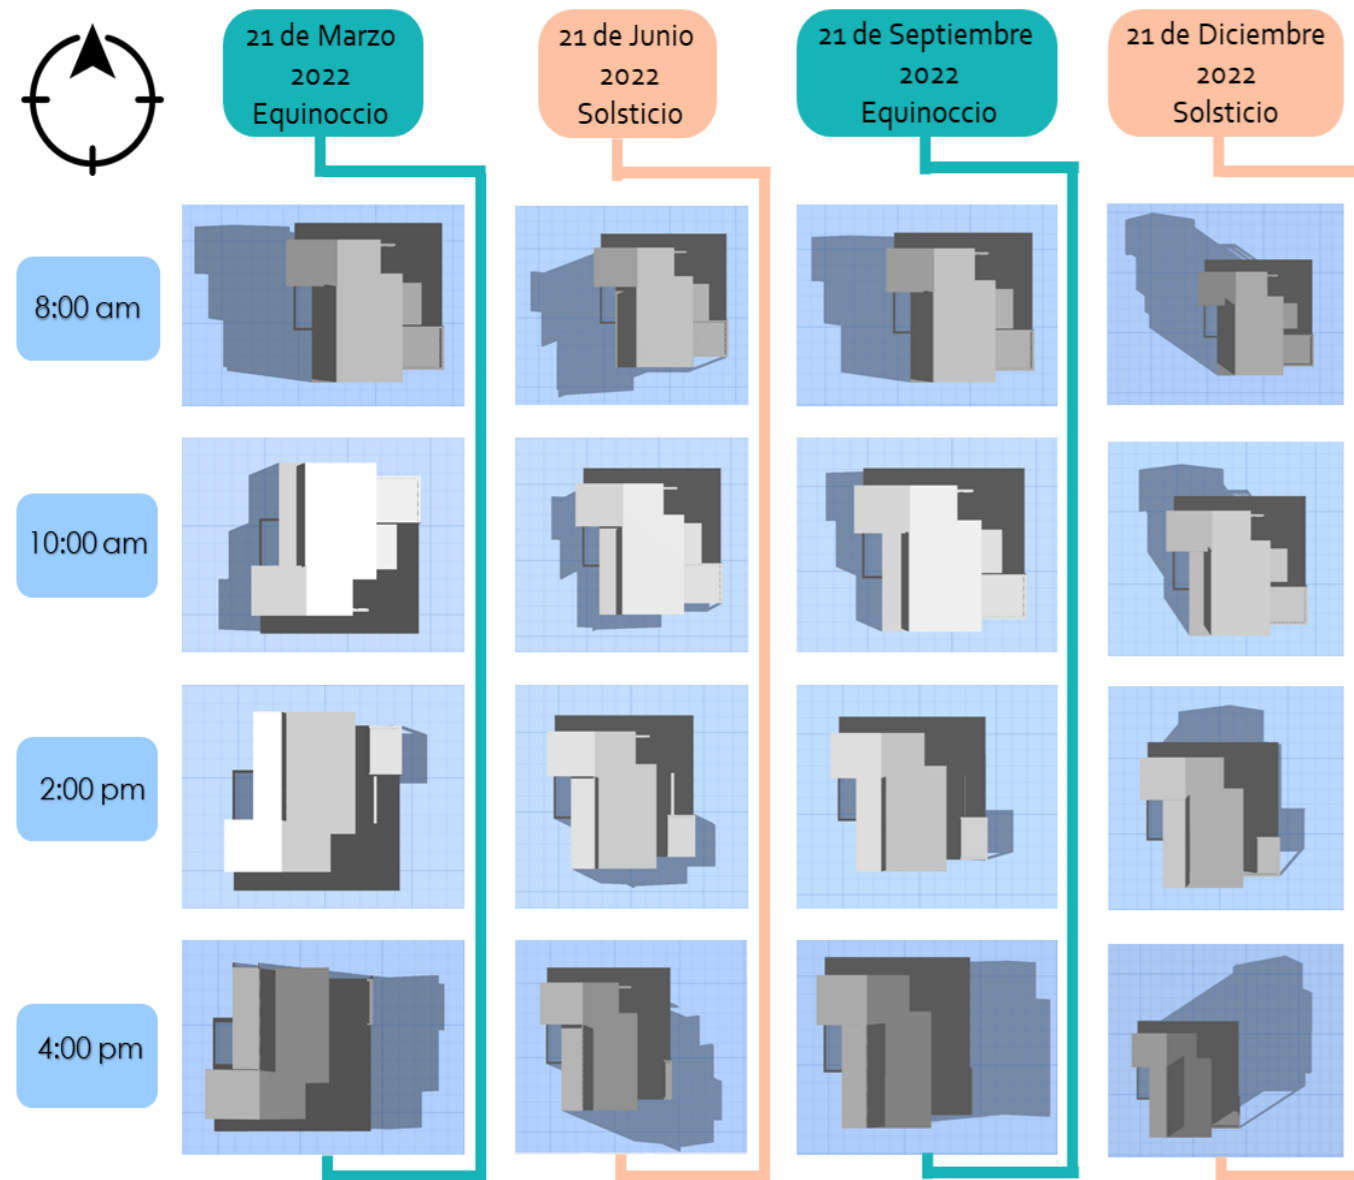 21 de Marzo
2022
Equinoccio
21 de Junio
2022
Solsticio
21 de Septiembre
2022
Equinoccio
21 de Diciembre
2022
Solsticio
8:00 am
10:00 am
2:00 pm
4:00 pm